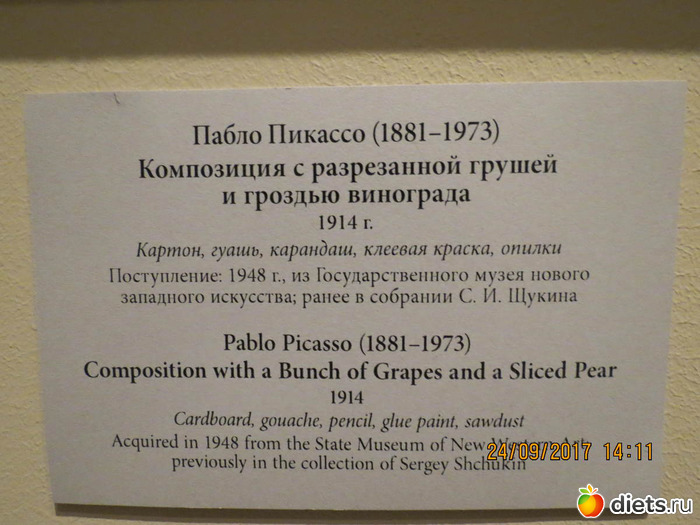 Пабло Пикассо (1881–1973)
Композиция с разрезанной грушей
и гроздью винограда
1914 г.
Картон, гуашь, карандаш, клеевая краска, опилки
Поступление: 1948 г., из Государственного музея нового
западного искусства; ранее в собрании С. И. Щукина
Pablo Picasso (1881–1973)
Composition with a Bunch of Grapes and a Sliced Pear
1914
Cardboard, gouache, pencil, glue paint, sawdust
Acquired in 1948 from the State Museum of New Western Art,
previously in the collection of Sergey Shchukin
24/09/2017 14:11
diets.ru